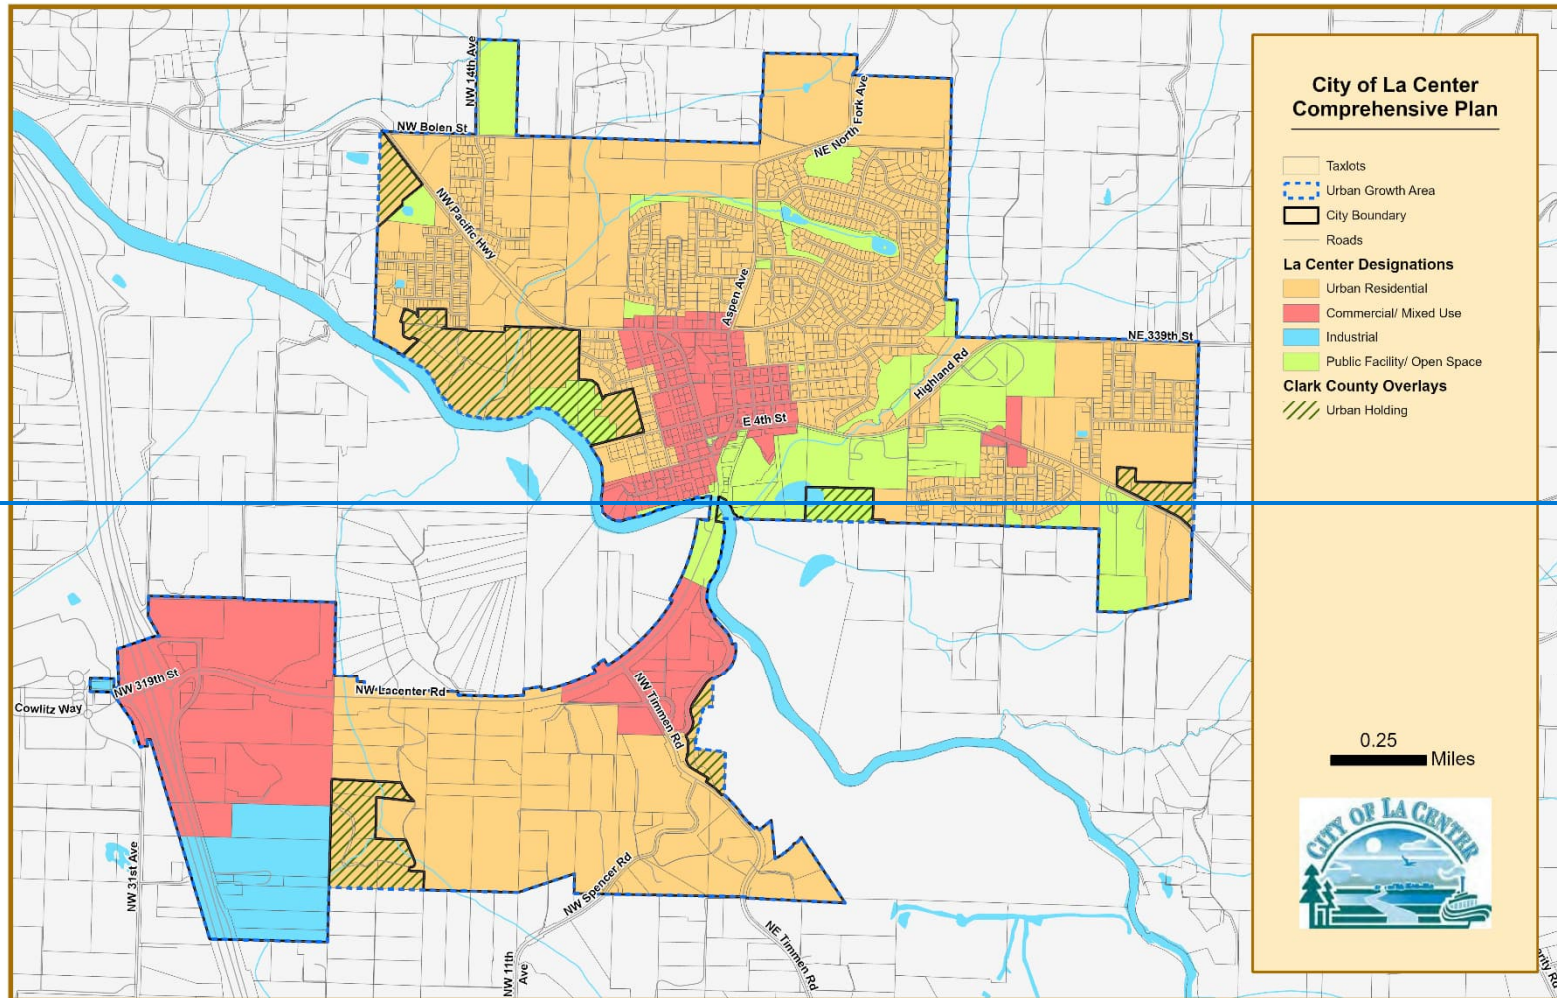 NW 14th Ave
NW Bolen St
NE North Fork Ave
NW Pacific Hwy
Aspen Ave
NE 339th St
Highland Rd
E 4th St
NW 319th St
Cowlitz Way
NW Lacenter Rd
NW Timmen Rd
NW 31st Ave
NW Spencer Rd
NW 11th
Ave
NE Timmen Rd
City of La Center
Comprehensive Plan
Taxlots
Urban Growth Area
City Boundary
Roads
La Center Designations
Urban Residential
Commercial/ Mixed Use
Industrial
Public Facility/ Open Space
Clark County Overlays
Urban Holding
0.25
Miles
CITY OF LA CENTER